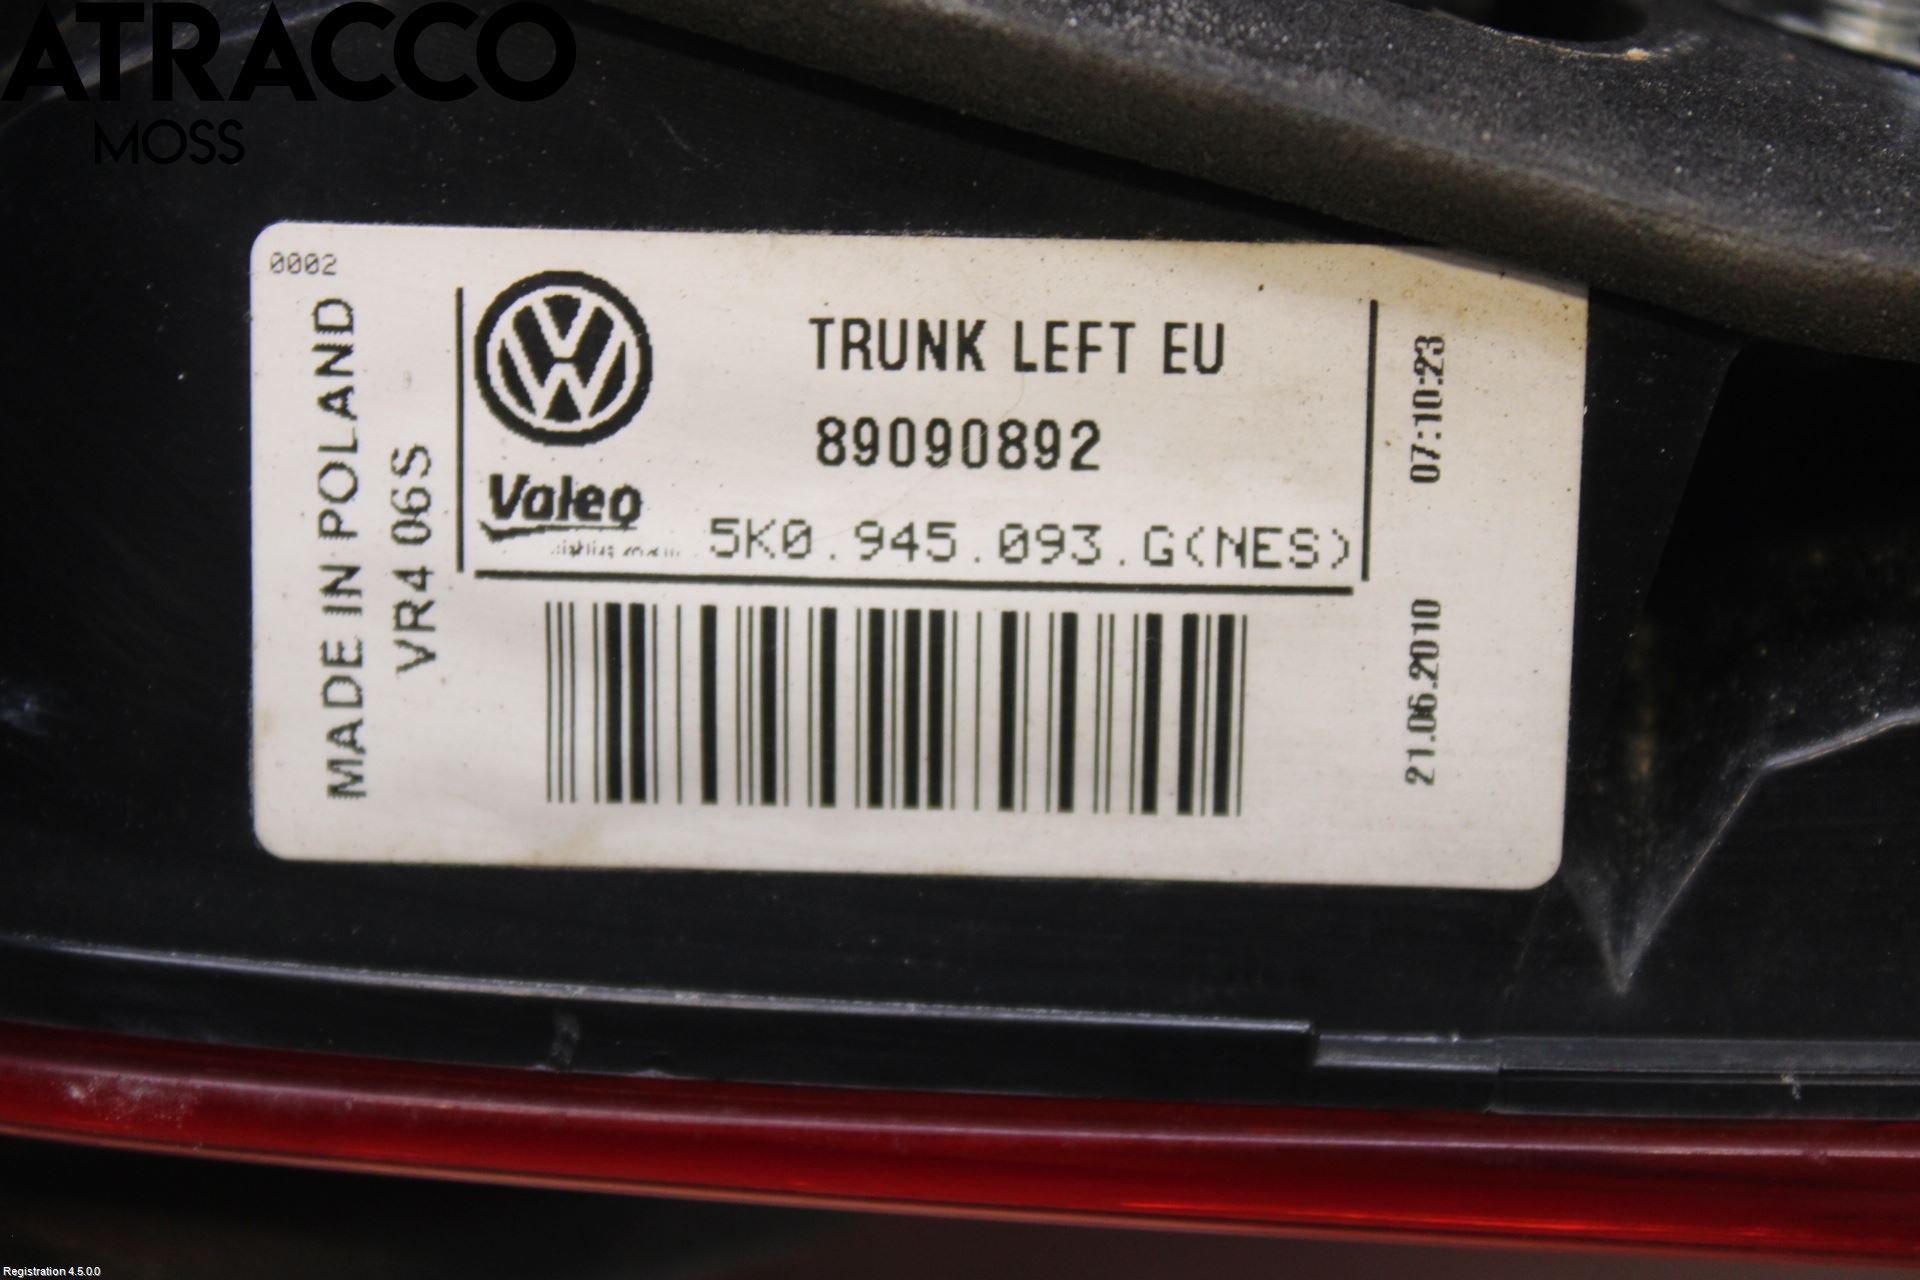 ATRACCO
MOSS
0002
MADE IN POLAND
VR4 06S
TRUNK LEFT EU
89090892
Valeo
5K0.945.093.G(NES)
07:10:23
21.06.2010
Registration 4.5.0.0